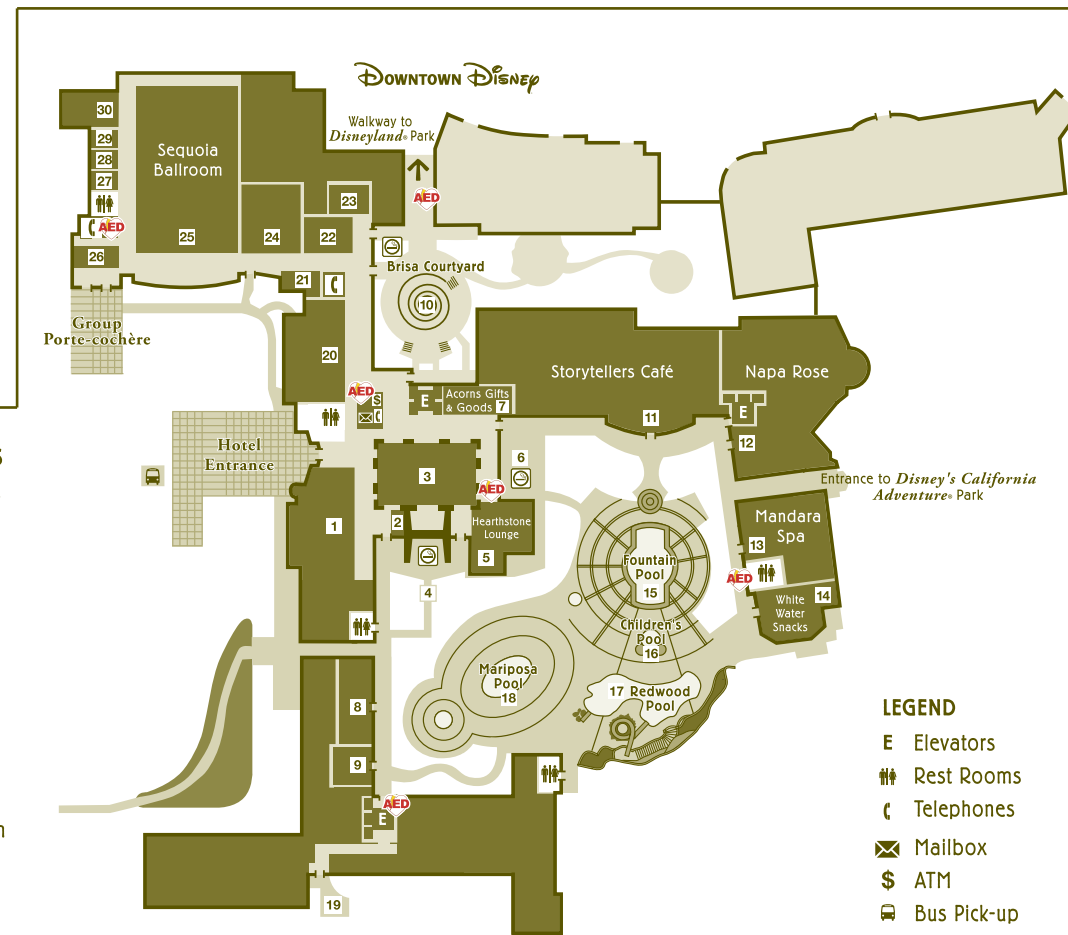 DOWNTOWN DISNEY
Walkway to
Disneyland® Park
AED
30
29
28
27
AED
26
Sequoia
Ballroom
25
24
23
22
21
Brisa Courtyard
10
Group
Porte-cochère
20
AED
$
E
Acorns Gifts
& Goods
7
Storytellers Café
11
Napa Rose
E
12
Hotel
Entrance
3
6
AED
Entrance to Disney's California
Adventure® Park
1
2
Hearthstone
Lounge
5
4
Mandara
Spa
13
AED
14
White
Water
Snacks
Fountain
Pool
15
Children's
Pool
16
Mariposa
Pool
18
17 Redwood
Pool
8
9
AED
E
19
LEGEND
E Elevators
Rest Rooms
Telephones
Mailbox
$ ATM
Bus Pick-up